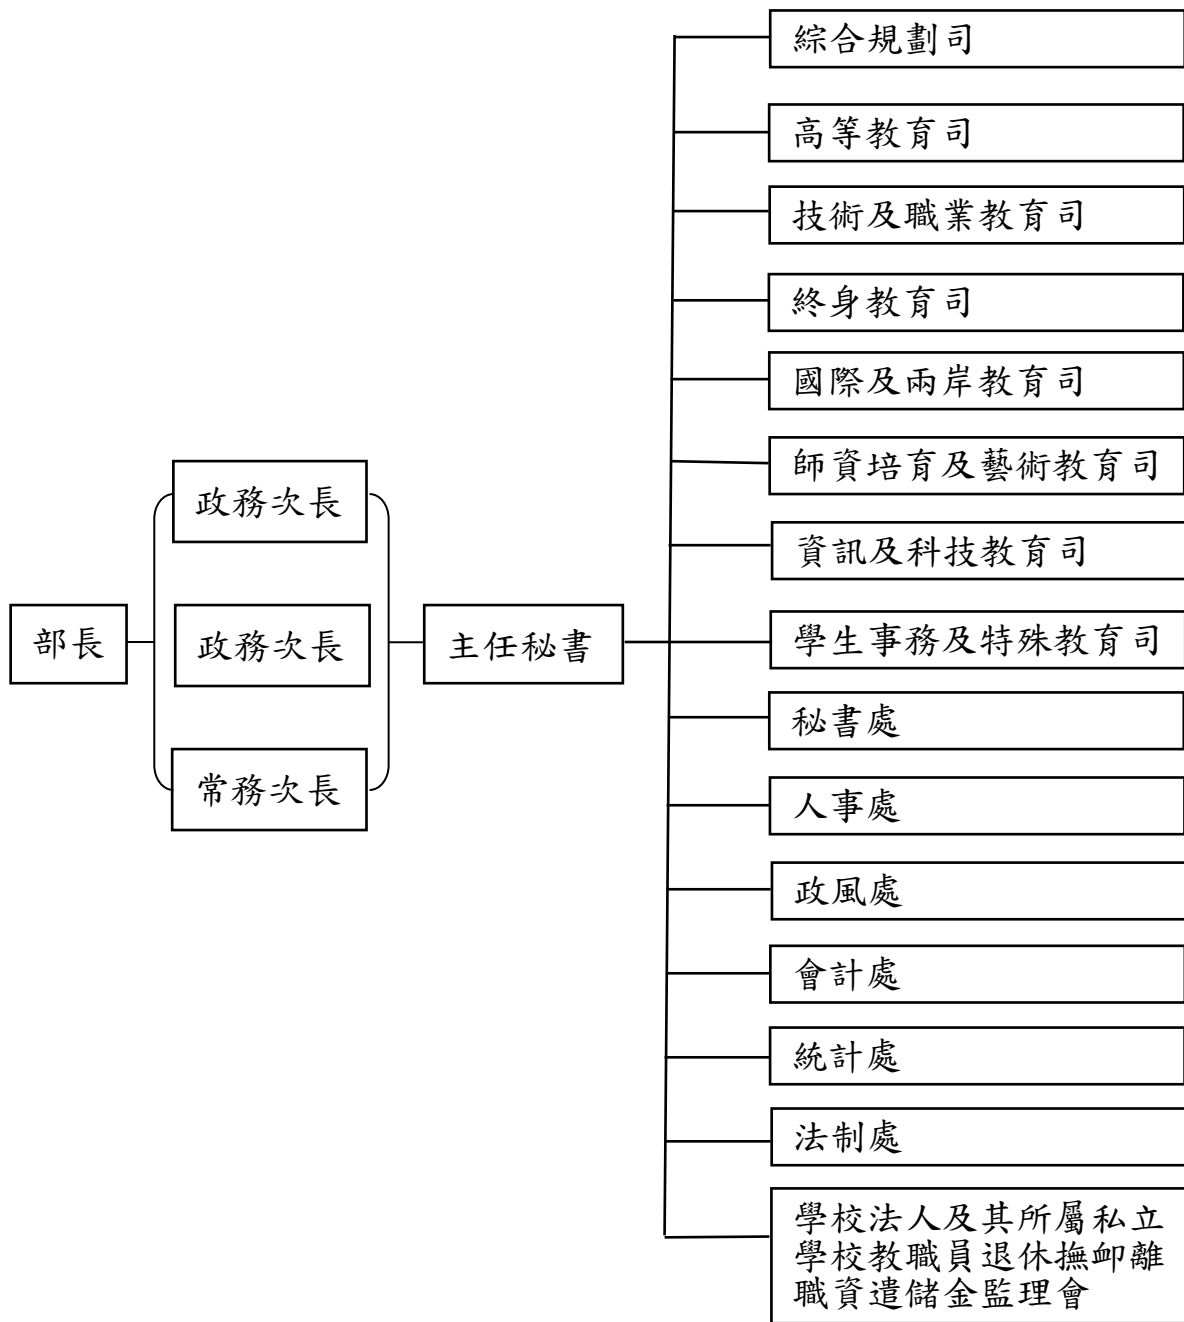 部長
政務次長
政務次長
常務次長
主任秘書
綜合規劃司
高等教育司
技術及職業教育司
終身教育司
國際及兩岸教育司
師資培育及藝術教育司
資訊及科技教育司
學生事務及特殊教育司
秘書處
人事處
政風處
會計處
統計處
法制處
學校法人及其所屬私立
學校教職員退休撫卹離
職資遣儲金監理會